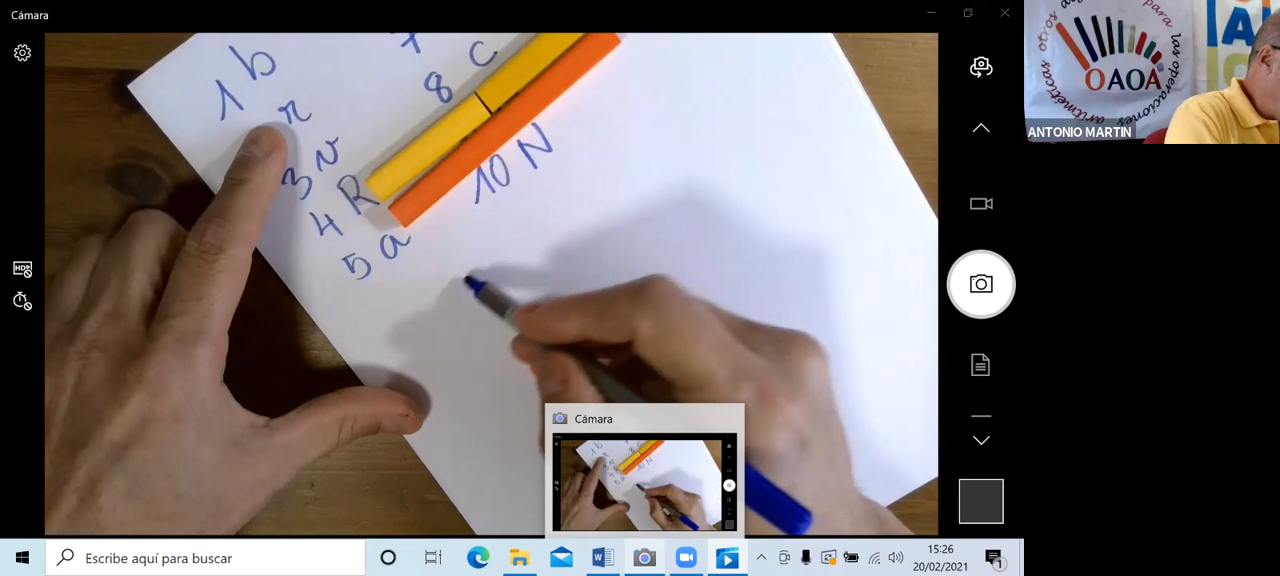 Cámara
1 b
r
3 v
4 R
5 a
8 c
10 N
para las operaciones
aritméticas otros
OAOA
ANTONIO MARTIN
Cámara
Escribe aquí para buscar
15:26
20/02/2021
1